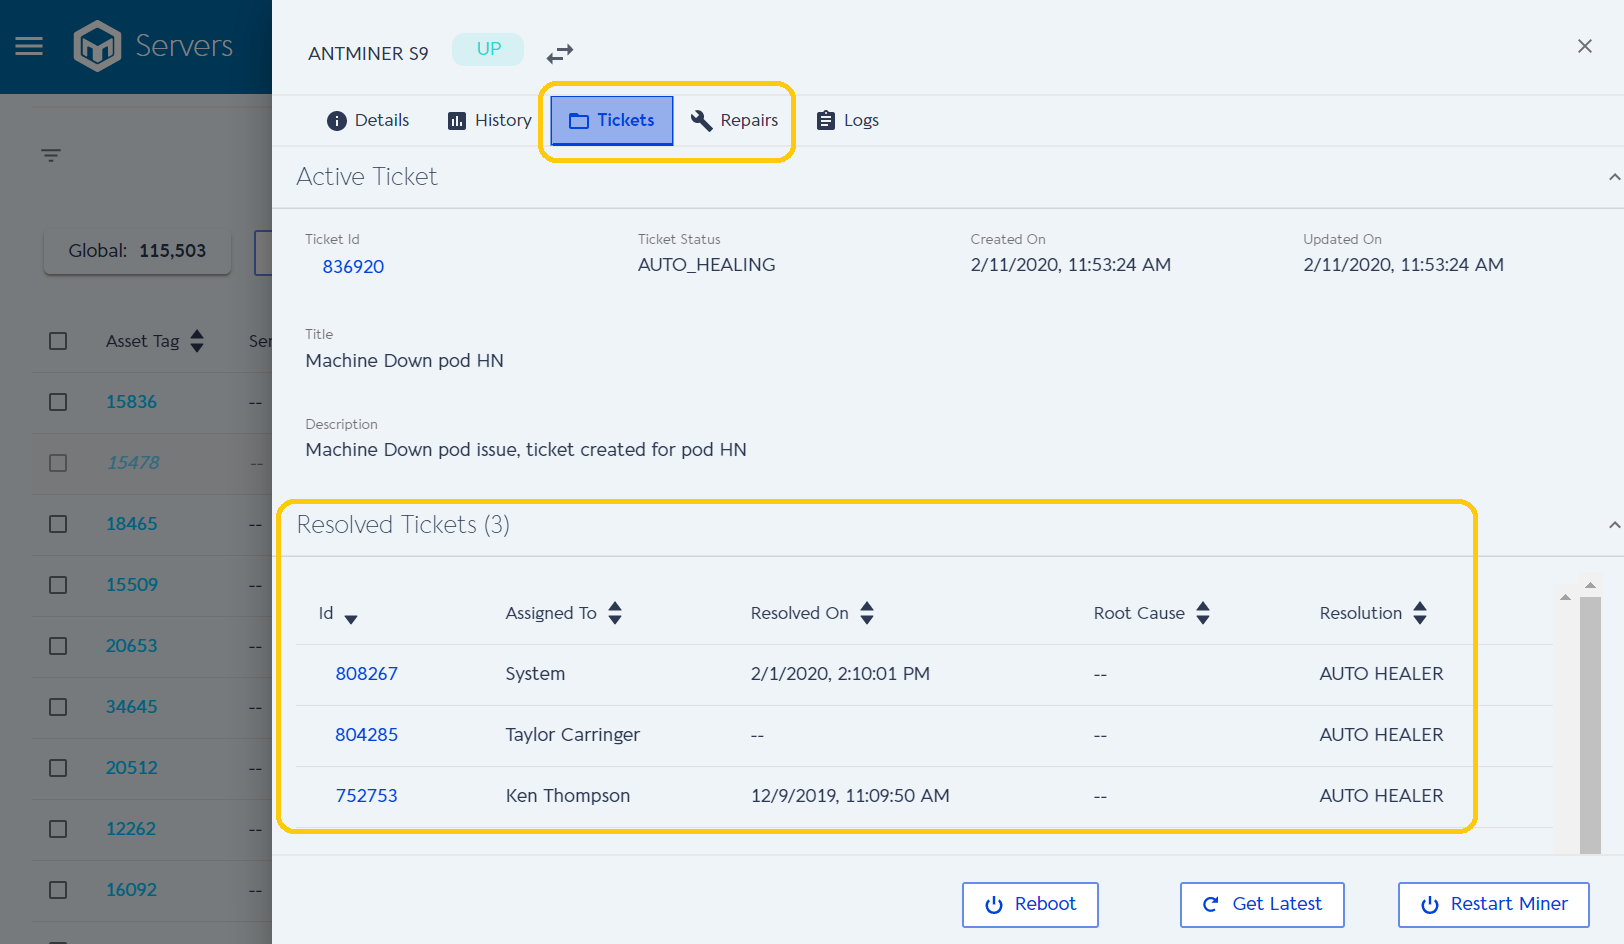 Servers
ANTMINER S9 UP
Details History Tickets Repairs Logs
Active Ticket
Global: 115,503
Ticket Id Ticket Status Created On Updated On
836920 AUTO_HEALING 2/11/2020, 11:53:24 AM 2/11/2020, 11:53:24 AM
Title
Machine Down pod HN
Description
Machine Down pod issue, ticket created for pod HN
Asset Tag Ser
15836 --
15478 --
18465 --
15509 --
20653 --
34645 --
20512 --
12262 --
16092 --
Resolved Tickets (3)
Id Assigned To Resolved On Root Cause Resolution
808267 System 2/1/2020, 2:10:01 PM -- AUTO HEALER
804285 Taylor Carringer -- -- AUTO HEALER
752753 Ken Thompson 12/9/2019, 11:09:50 AM -- AUTO HEALER
Reboot Get Latest Restart Miner